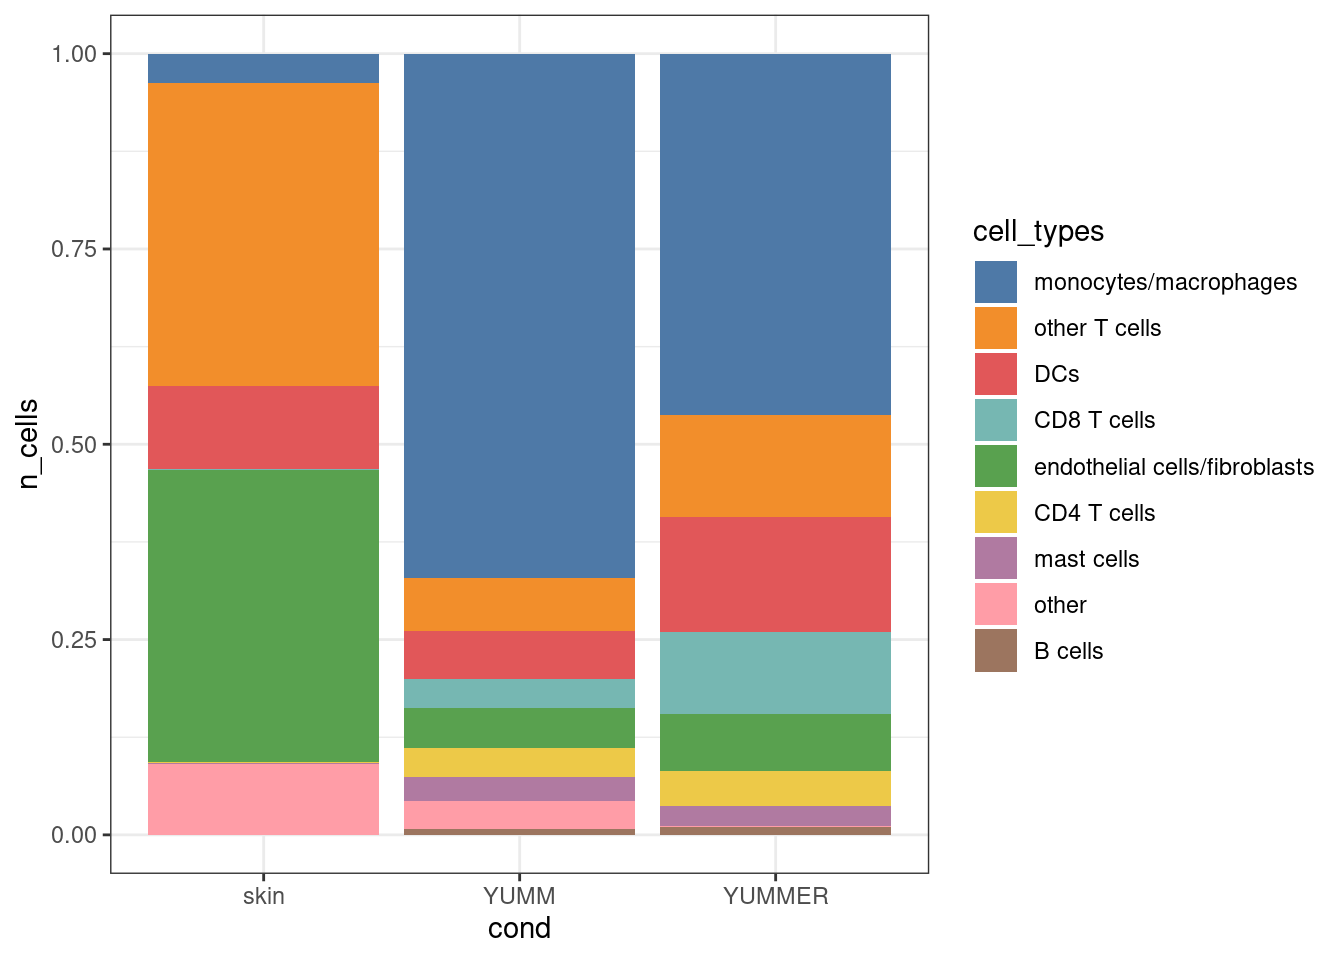 1.00
0.75
0.50
0.25
0.00
n_cells
skin
YUMM
YUMMER
cond
cell_types
monocytes/macrophages
other T cells
DCs
CD8 T cells
endothelial cells/fibroblasts
CD4 T cells
mast cells
other
B cells